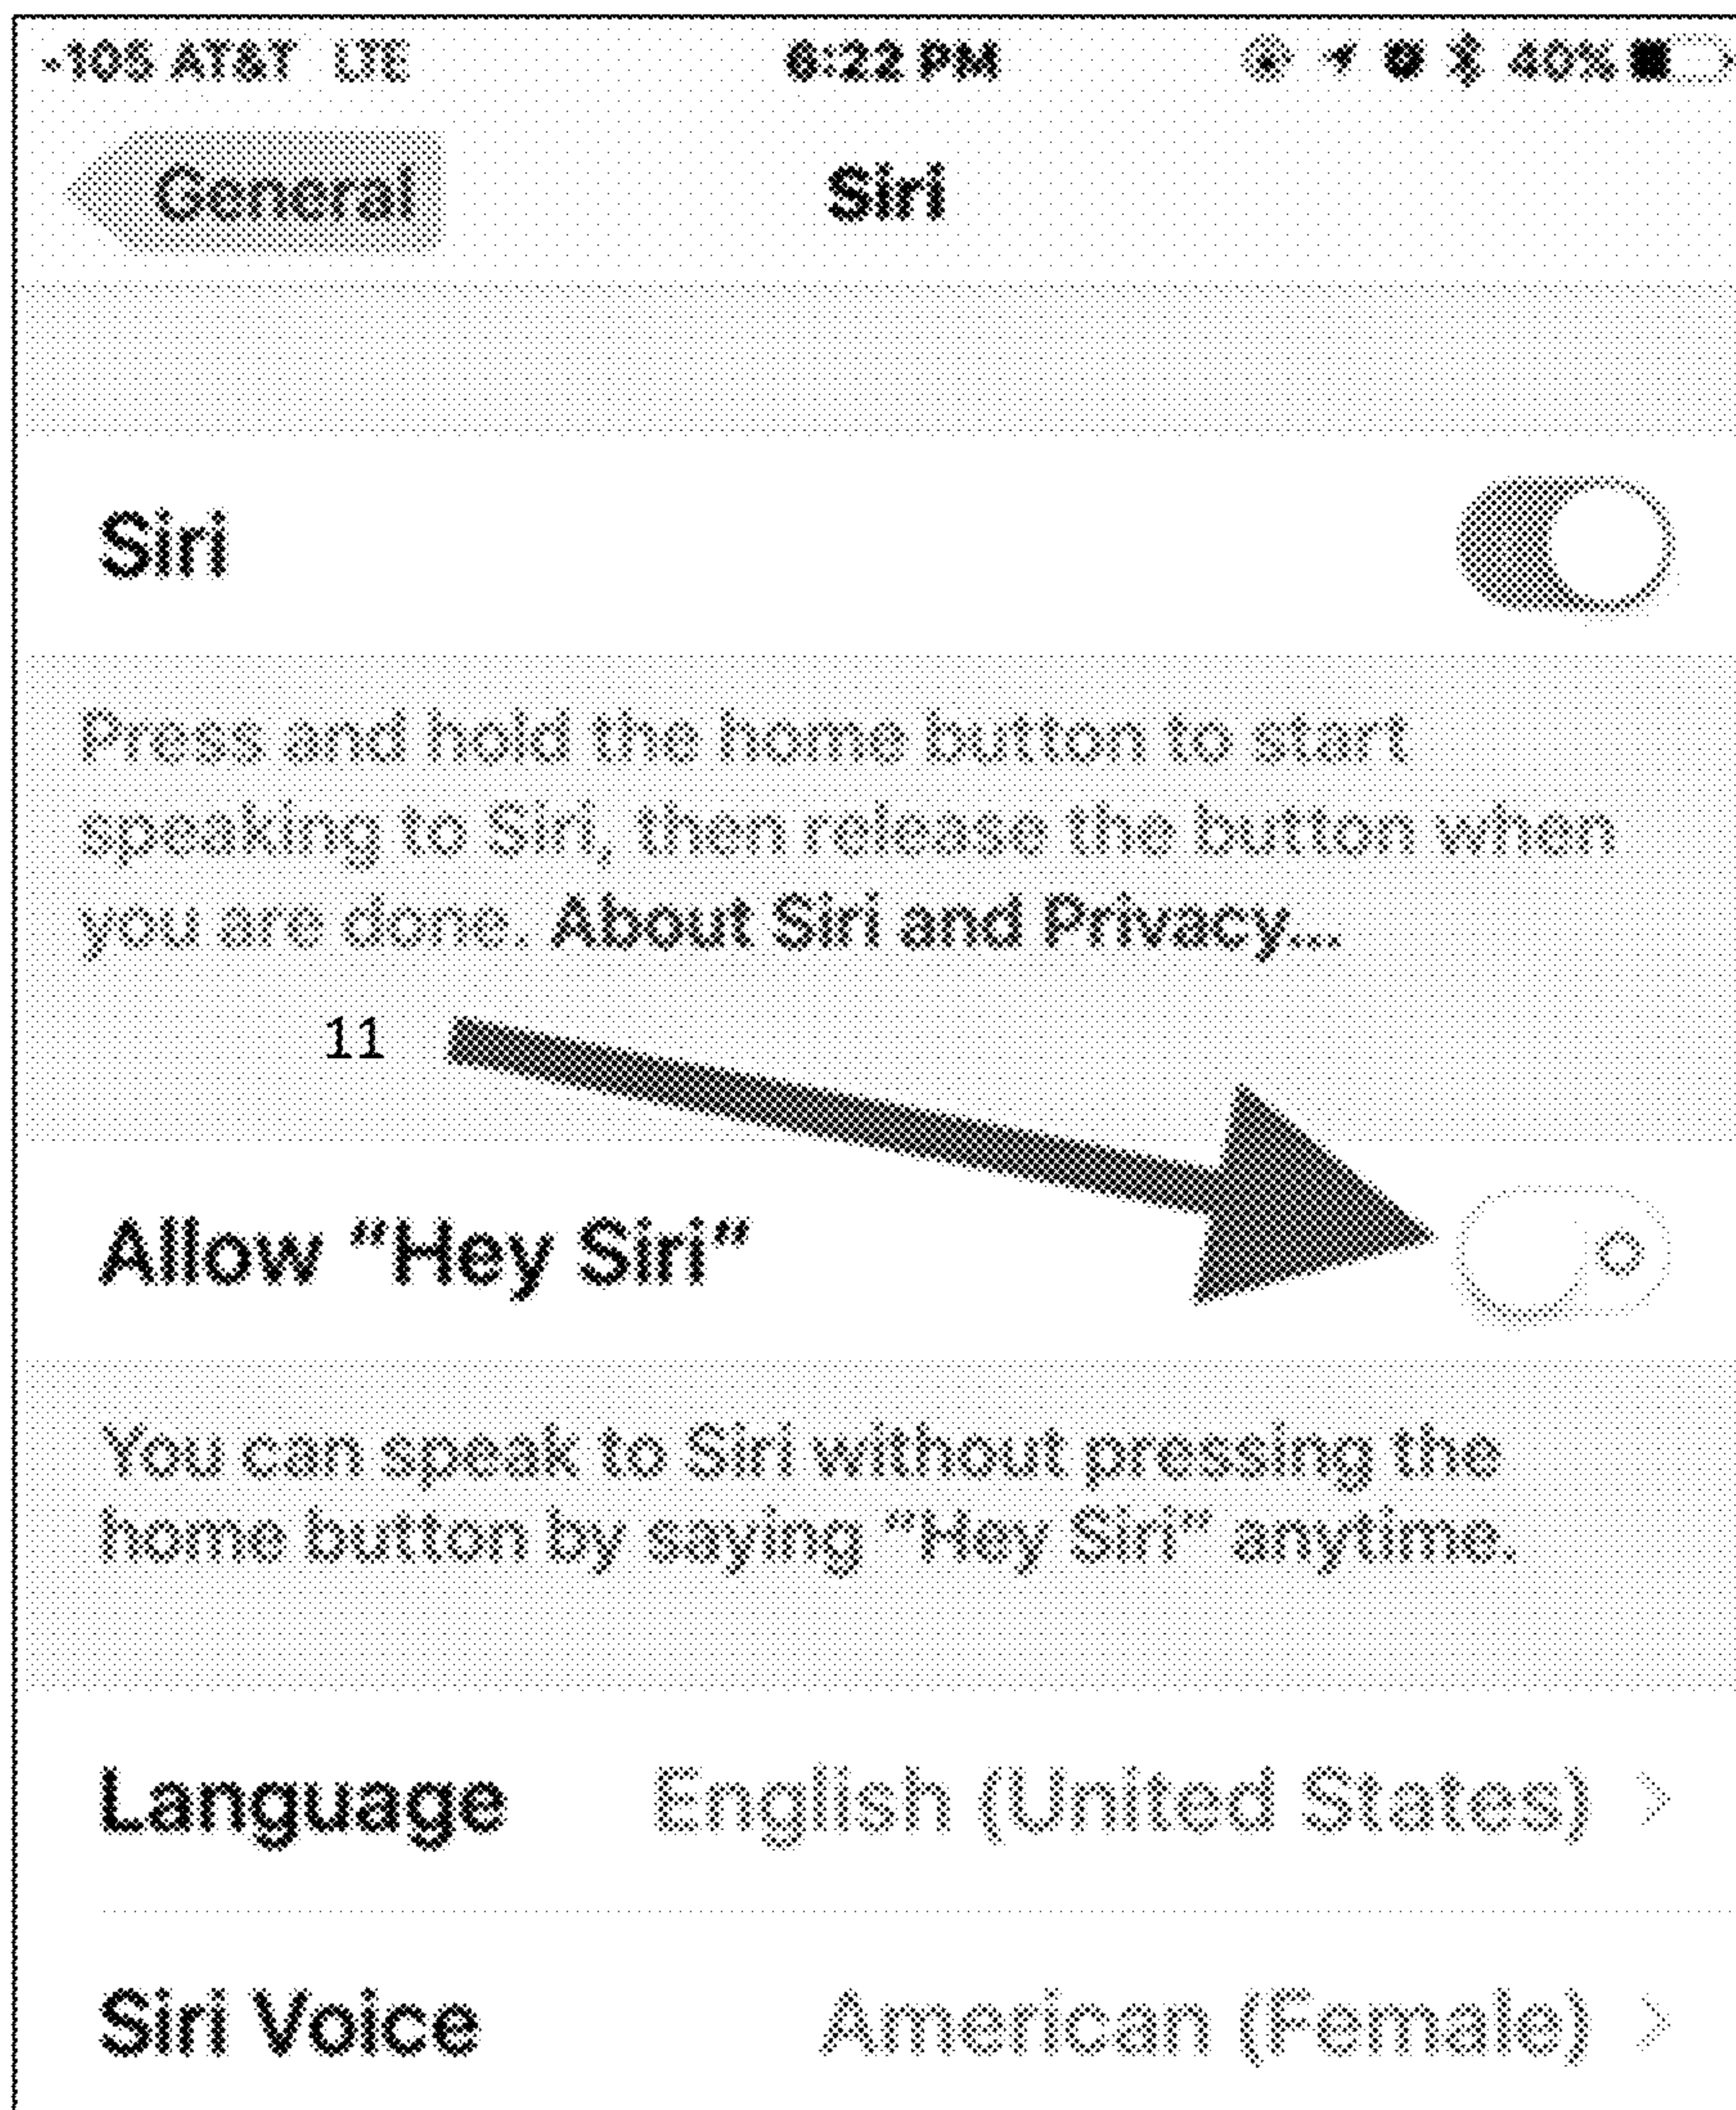 -105 AT&T LTE 6:22 PM 40%
General Siri
Siri
Press and hold the home button to start
speaking to Siri, then release the button when
you are done. About Siri and Privacy...
11
Allow “Hey Siri”
You can speak to Siri without pressing the
home button by saying “Hey Siri” anytime.
Language English (United States)
Siri Voice American (Female)